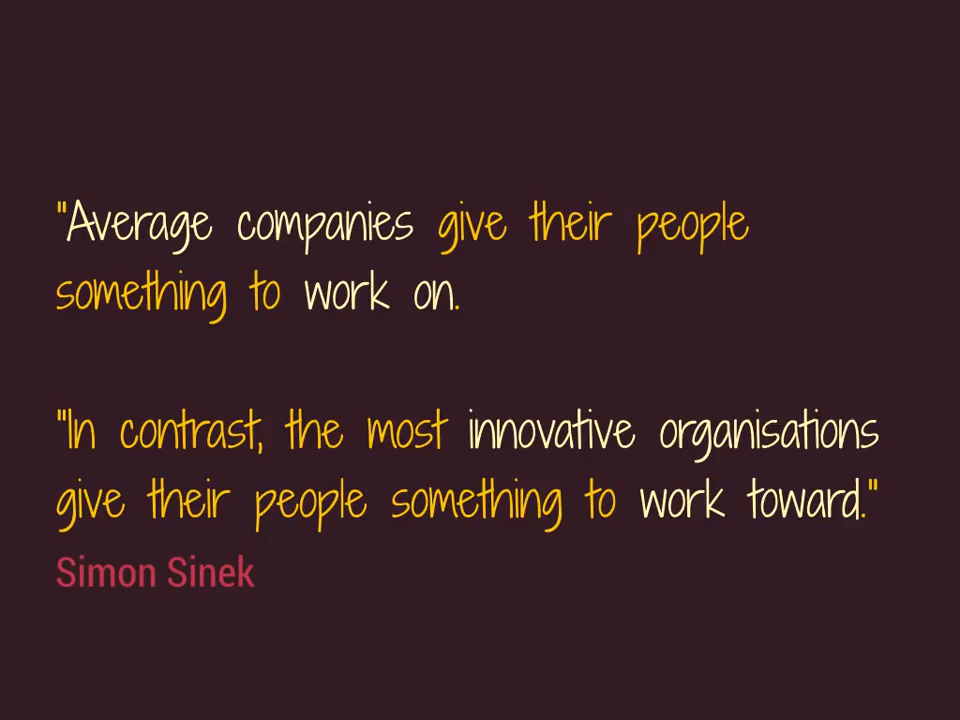 "Average companies give their people
something to work on.
"In contrast, the most innovative organisations
give their people something to work toward."
Simon Sinek